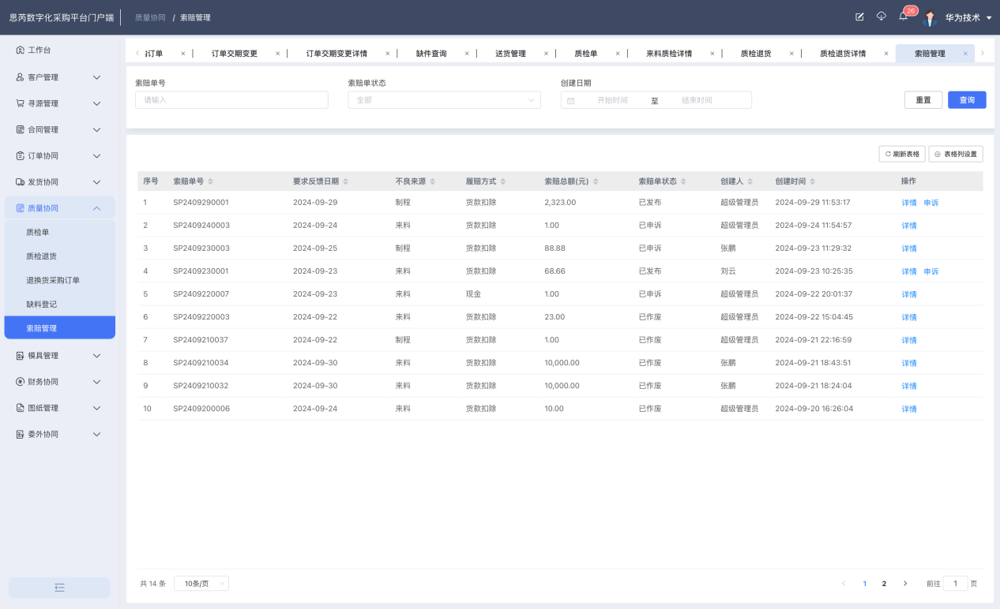 思芮数字化采购平台门户端 质量协同 / 索赔管理 26 华为技术
订单 × 订单交期变更 × 订单交期变更详情 × 缺件查询 × 送货管理 × 质检单 × 来料质检详情 × 质检退货 × 质检退货详情 × 索赔管理 ×
工作台
客户管理
寻源管理
合同管理
订单协同
发货协同
质量协同
质检单
质检退货
退换货采购订单
缺料登记
索赔管理
模具管理
财务协同
图纸管理
委外协同
索赔单号 索赔单状态 创建日期
请输入 全部 开始时间 至 结束时间 重置 查询
刷新表格 表格列设置
序号 索赔单号 要求反馈日期 不良来源 履赔方式 索赔总额(元) 索赔单状态 创建人 创建时间 操作
1 SP2409290001 2024-09-29 制程 货款扣除 2,323.00 已发布 超级管理员 2024-09-29 11:53:17 详情 申诉
2 SP2409240003 2024-09-24 来料 货款扣除 1.00 已申诉 超级管理员 2024-09-24 11:54:57 详情
3 SP2409230003 2024-09-25 制程 货款扣除 88.88 已申诉 张鹏 2024-09-23 11:29:32 详情
4 SP2409230001 2024-09-23 来料 货款扣除 68.66 已发布 刘云 2024-09-23 10:25:35 详情 申诉
5 SP2409220007 2024-09-23 来料 现金 1.00 已申诉 超级管理员 2024-09-22 20:01:37 详情
6 SP2409220003 2024-09-22 来料 货款扣除 23.00 已作废 超级管理员 2024-09-22 15:04:45 详情
7 SP2409210037 2024-09-22 制程 货款扣除 1.00 已作废 超级管理员 2024-09-21 22:16:59 详情
8 SP2409210034 2024-09-30 来料 货款扣除 10,000.00 已作废 张鹏 2024-09-21 18:43:51 详情
9 SP2409210032 2024-09-30 来料 货款扣除 10,000.00 已作废 张鹏 2024-09-21 18:24:04 详情
10 SP2409200006 2024-09-24 来料 货款扣除 10.00 已作废 超级管理员 2024-09-20 16:26:04 详情
共 14 条 10条/页 1 2 前往 1 页